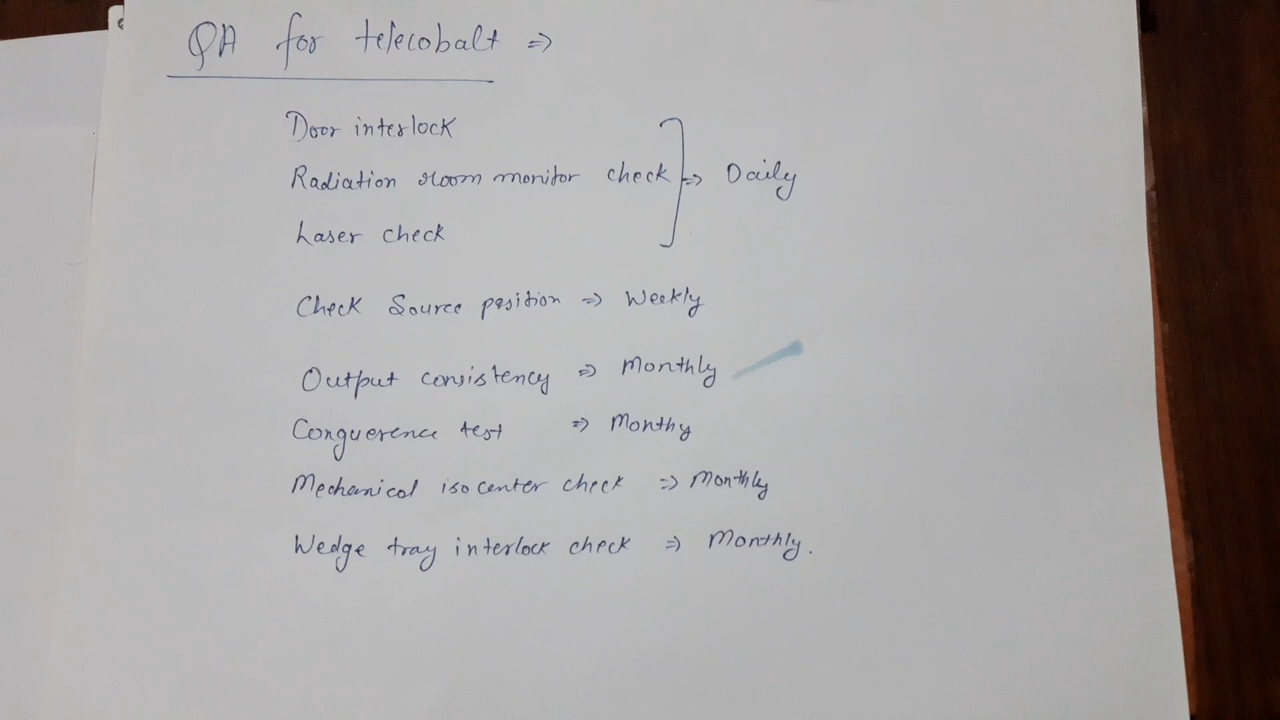 QA for telecobalt ⇒
Door interlock
Radiation room monitor check ⇒ Daily
Laser check
Check Source position ⇒ Weekly
Output consistency ⇒ Monthly
Conguerence test ⇒ Monthy
Mechanical isocenter check ⇒ Monthly
Wedge tray interlock check ⇒ Monthly.